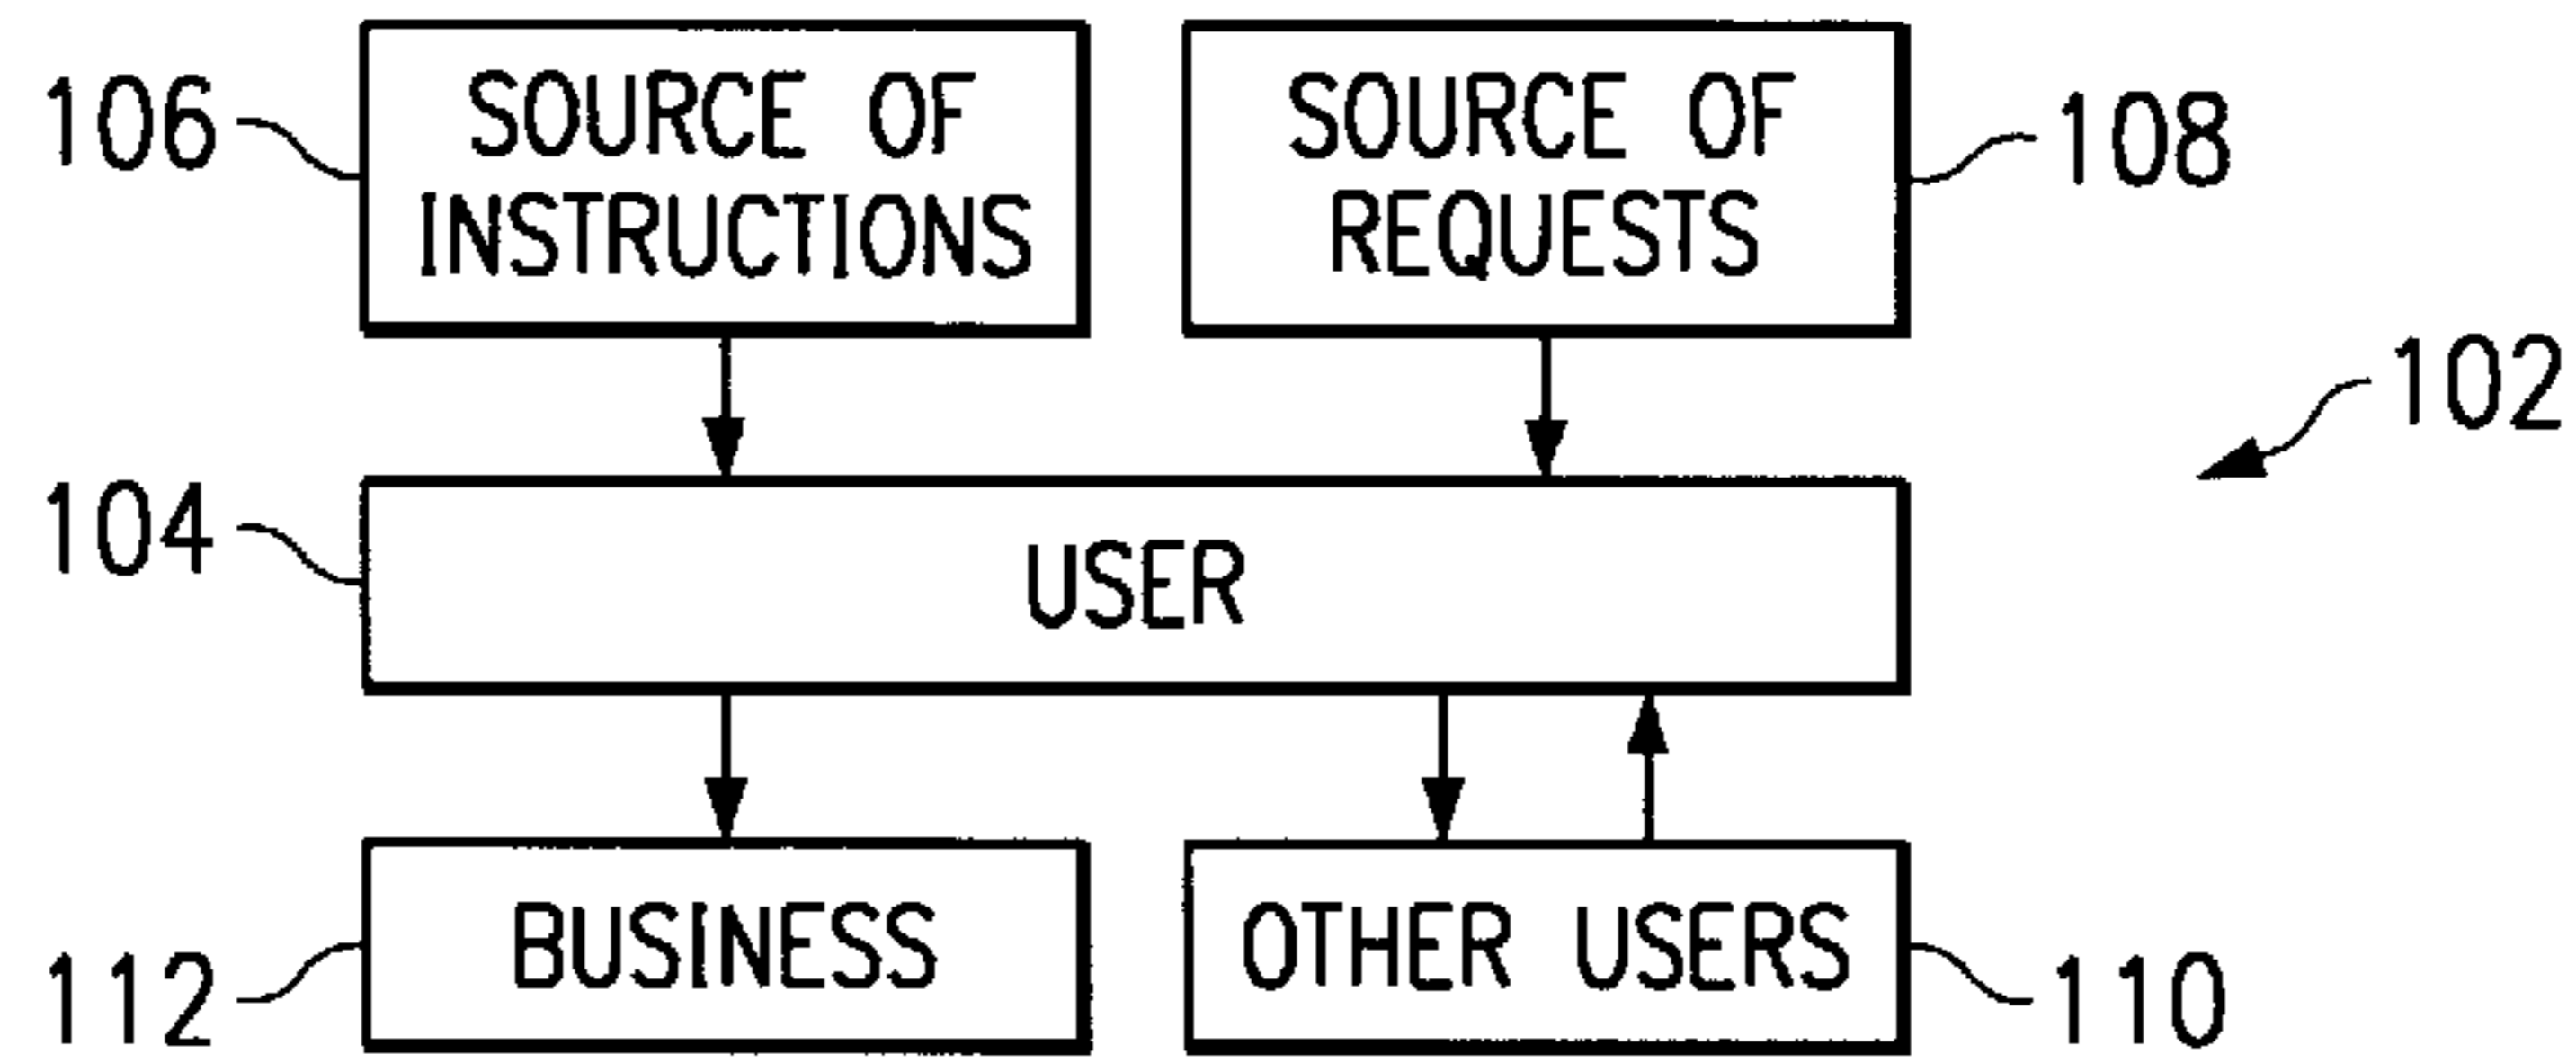 106
SOURCE OF
INSTRUCTIONS
SOURCE OF
REQUESTS
108
102
104
USER
112
BUSINESS
OTHER USERS
110